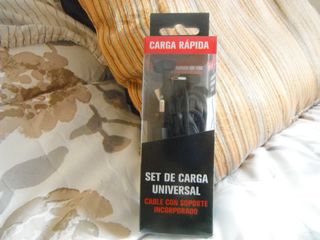 CARGA RÁPIDA
SET DE CARGA
UNIVERSAL
CABLE CON SOPORTE
INCORPORADO